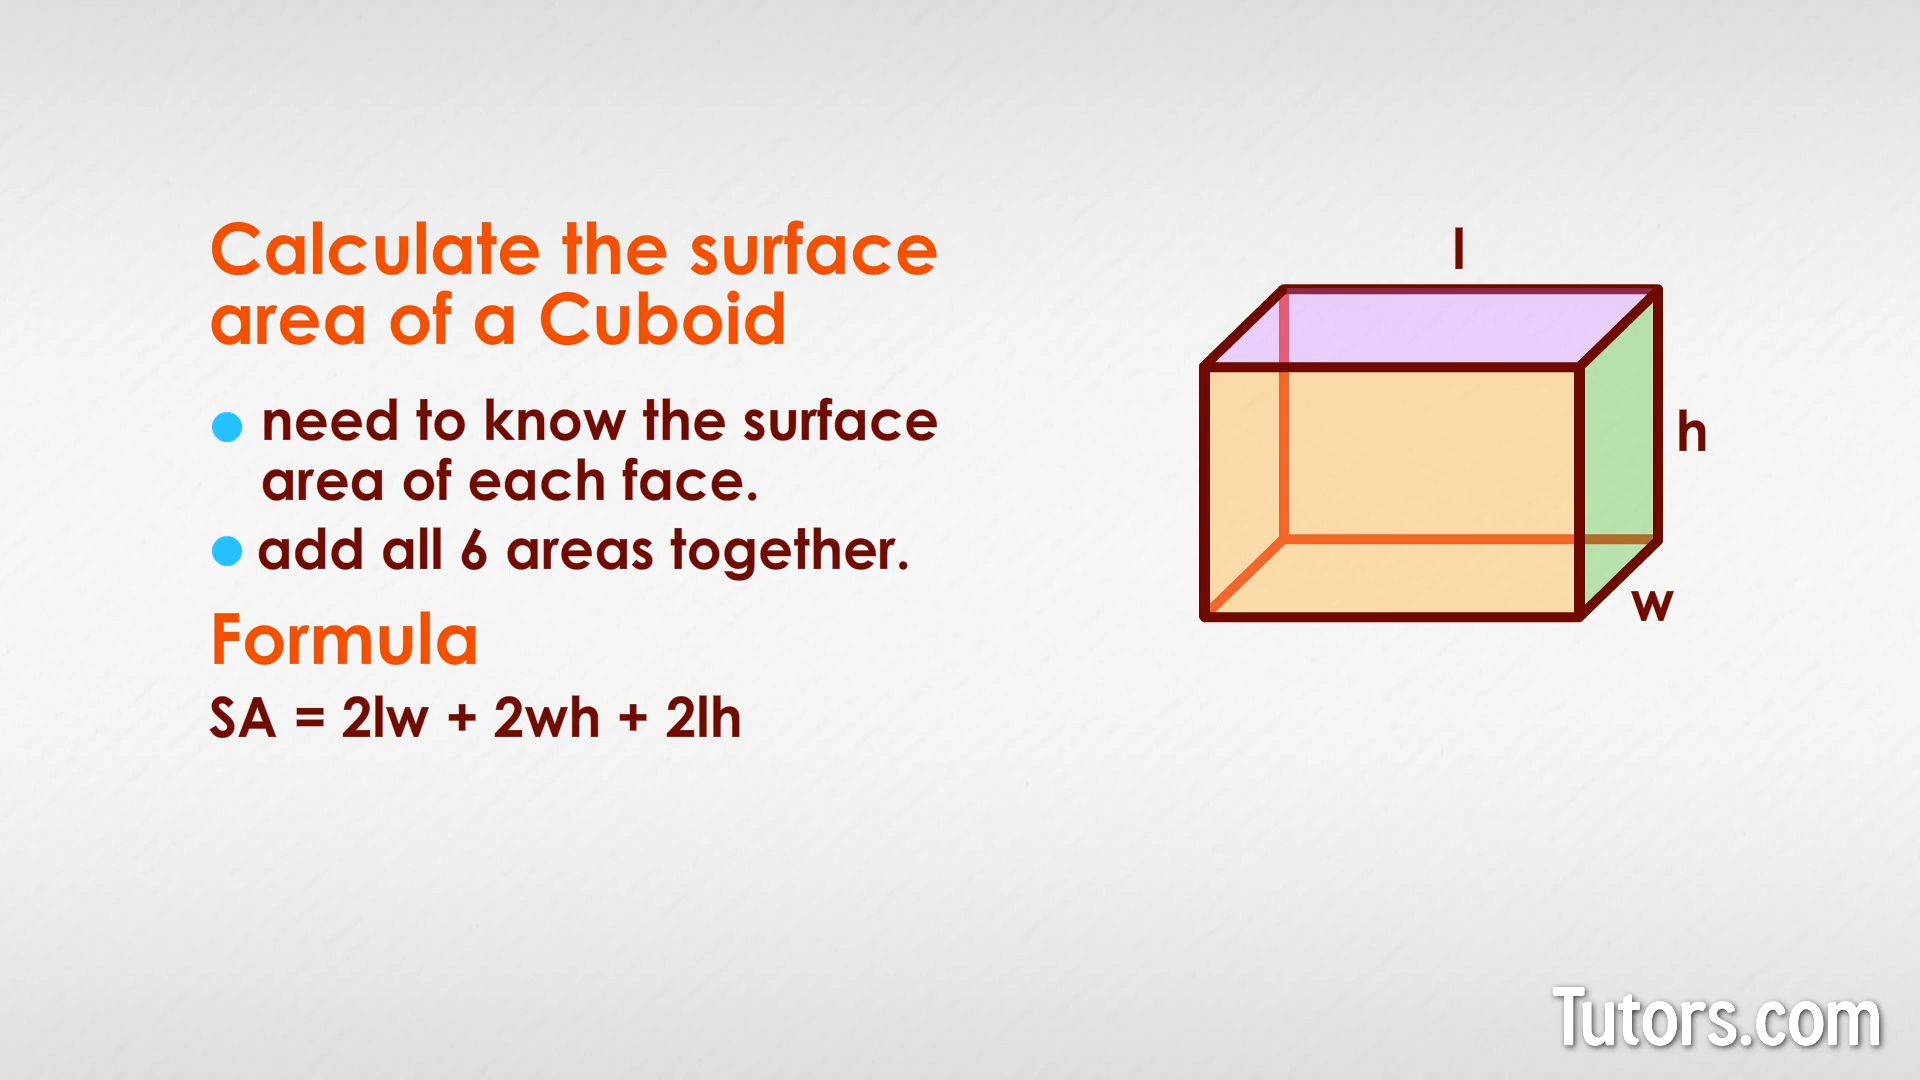 Calculate the surface
area of a Cuboid
need to know the surface
area of each face.
add all 6 areas together.
Formula
SA = 2lw + 2wh + 2lh
l
h
w
Tutors.com